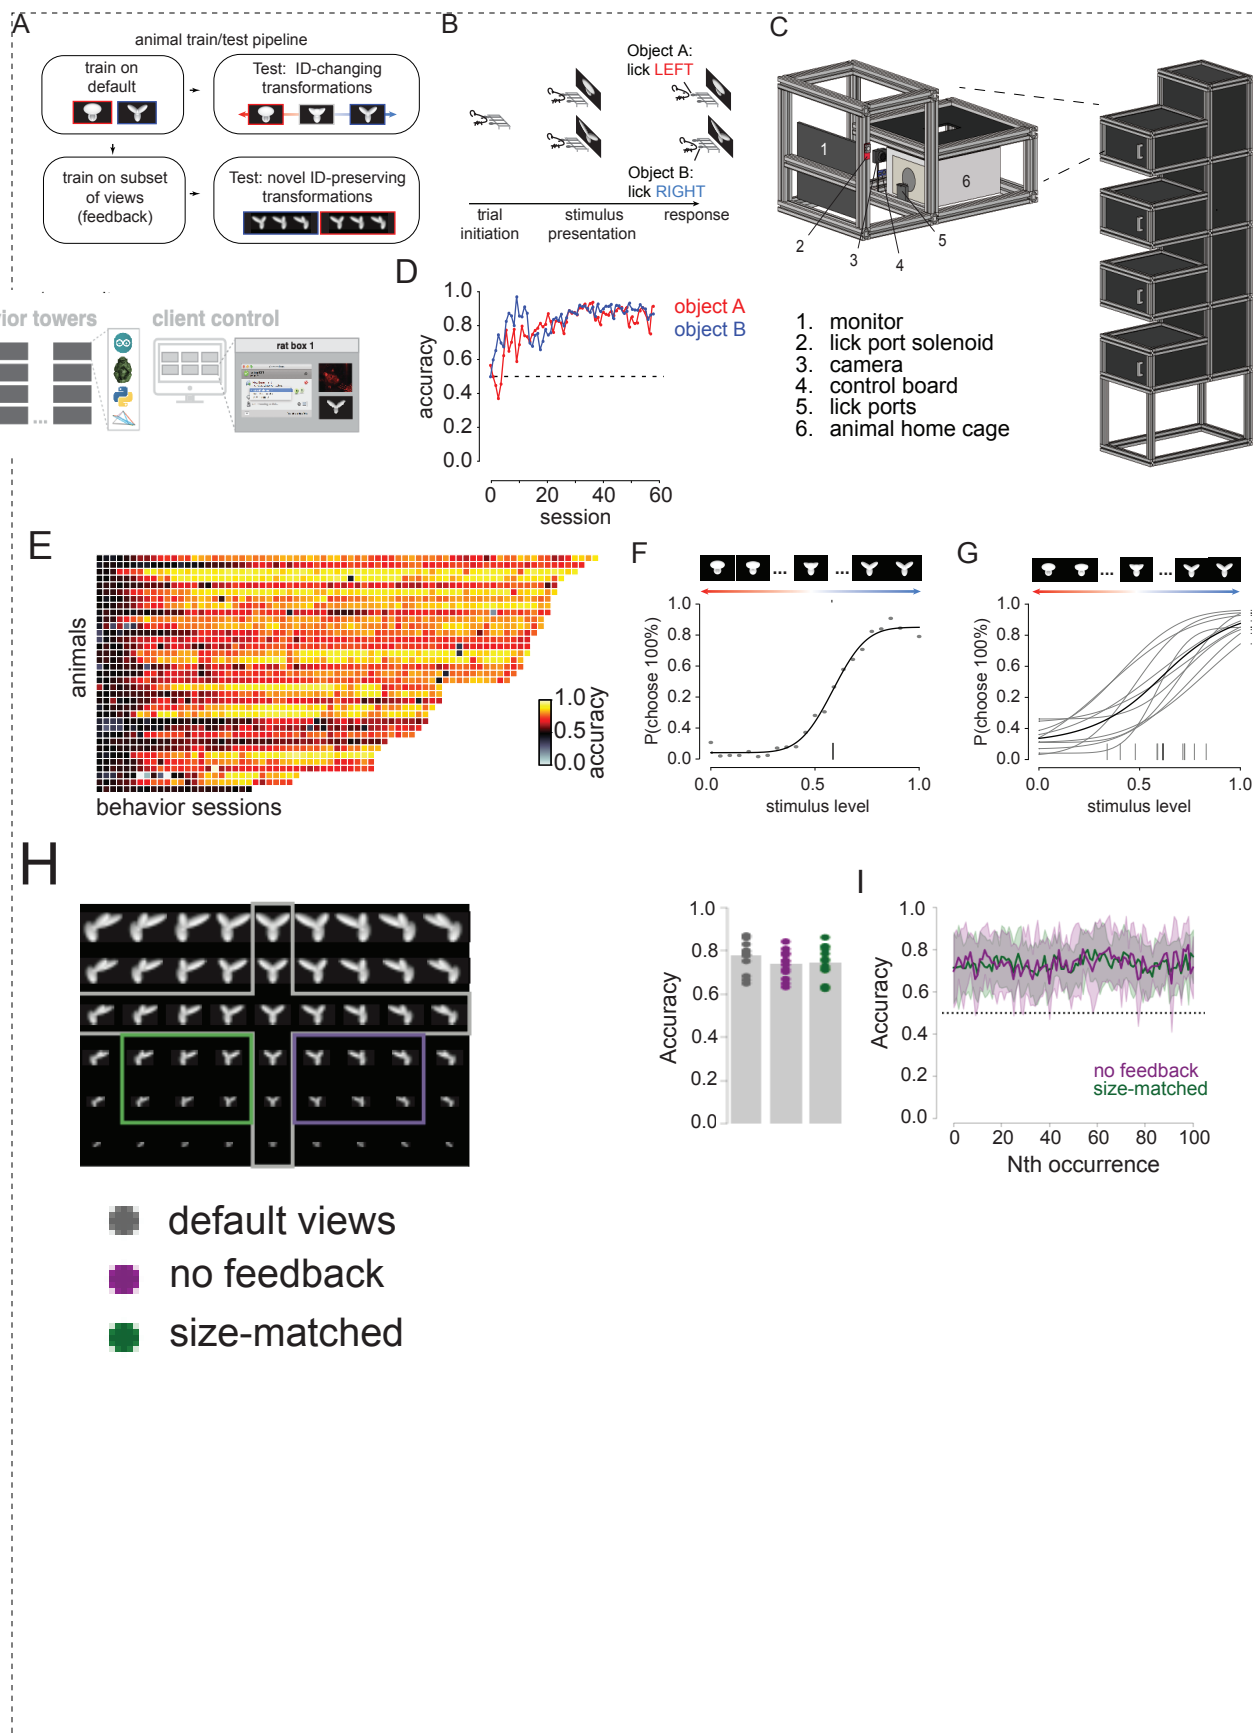 A
animal train/test pipeline
train on
default
Test: ID-changing
transformations
train on subset
of views
(feedback)
Test: novel ID-preserving
transformations
B
Object A:
lick LEFT
Object B:
lick RIGHT
trial
initiation
stimulus
presentation
response
C
1
6
2
3
4
5
1. monitor
2. lick port solenoid
3. camera
4. control board
5. lick ports
6. animal home cage
ior towers
client control
rat box 1
...
D
1.0
0.8
0.6
0.4
0.2
0.0
accuracy
object A
object B
0 20 40 60
session
E
animals
behavior sessions
1.0
0.5
0.0
accuracy
F
... ...
1.0
0.8
0.6
0.2
0.4
0.0
P(choose 100%)
0.0 0.5 1.0
stimulus level
G
... ...
1.0
0.8
0.6
0.2
0.4
0.0
P(choose 100%)
0.0 1.0
stimulus level
H
default views
no feedback
size-matched
1.0
0.8
0.6
0.4
0.2
0.0
Accuracy
I
1.0
0.8
0.6
0.4
0.2
0.0
Accuracy
no feedback
size-matched
0 20 40 60 80 100
Nth occurrence